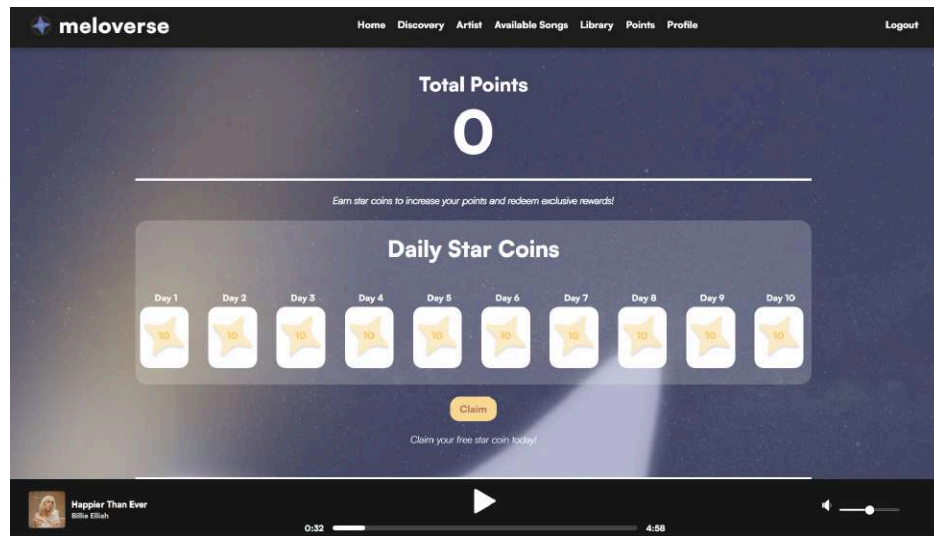 meloverse
Home Discovery Artist Available Songs Library Points Profile
Logout
Total Points
0
Earn star coins to increase your points and redeem exclusive rewards!
Daily Star Coins
Day 1 Day 2 Day 3 Day 4 Day 5 Day 6 Day 7 Day 8 Day 9 Day 10
10 10 10 10 10 10 10 10 10 10
Claim
Claim your free star coin today!
Happier Than Ever
Billie Eilish
0:32 4:58